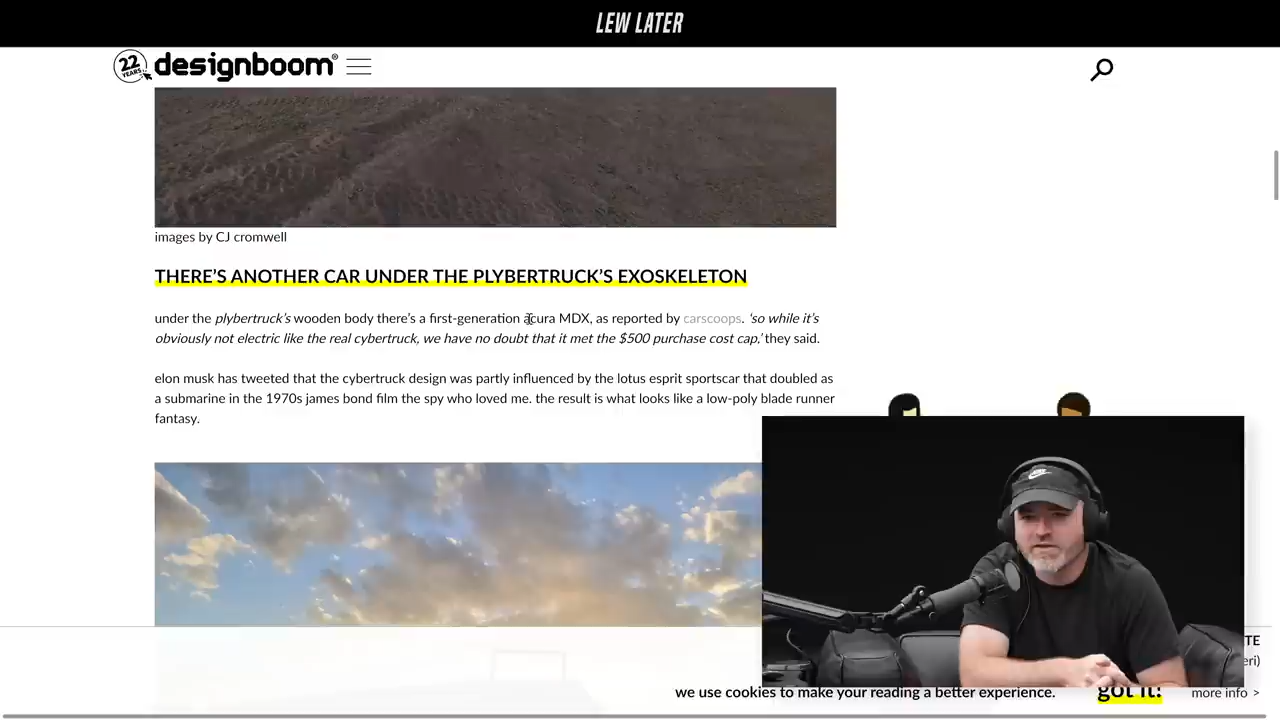 LEW LATER
22 YEARS designboom®
images by CJ cromwell
THERE'S ANOTHER CAR UNDER THE PLYBERTRUCK'S EXOSKELETON
under the plybertruck's wooden body there's a first-generation acura MDX, as reported by carscoops. 'so while it's
obviously not electric like the real cybertruck, we have no doubt that it met the $500 purchase cost cap,' they said.
elon musk has tweeted that the cybertruck design was partly influenced by the lotus esprit sportscar that doubled as
a submarine in the 1970s james bond film the spy who loved me. the result is what looks like a low-poly blade runner
fantasy.
TE
eri)
we use cookies to make your reading a better experience. got it! more info >